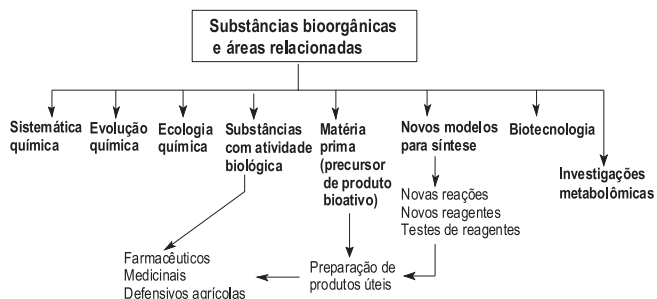 Substâncias bioorgânicas
e áreas relacionadas
Sistemática
química
Evolução
química
Ecologia
química
Substâncias
com atividade
biológica
Matéria
prima
(precursor
de produto
bioativo)
Novos modelos
para síntese
Biotecnologia
Investigações
metabolômicas
Novas reações
Novos reagentes
Testes de reagentes
Farmacêuticos
Medicinais
Defensivos agrícolas
Preparação de
produtos úteis